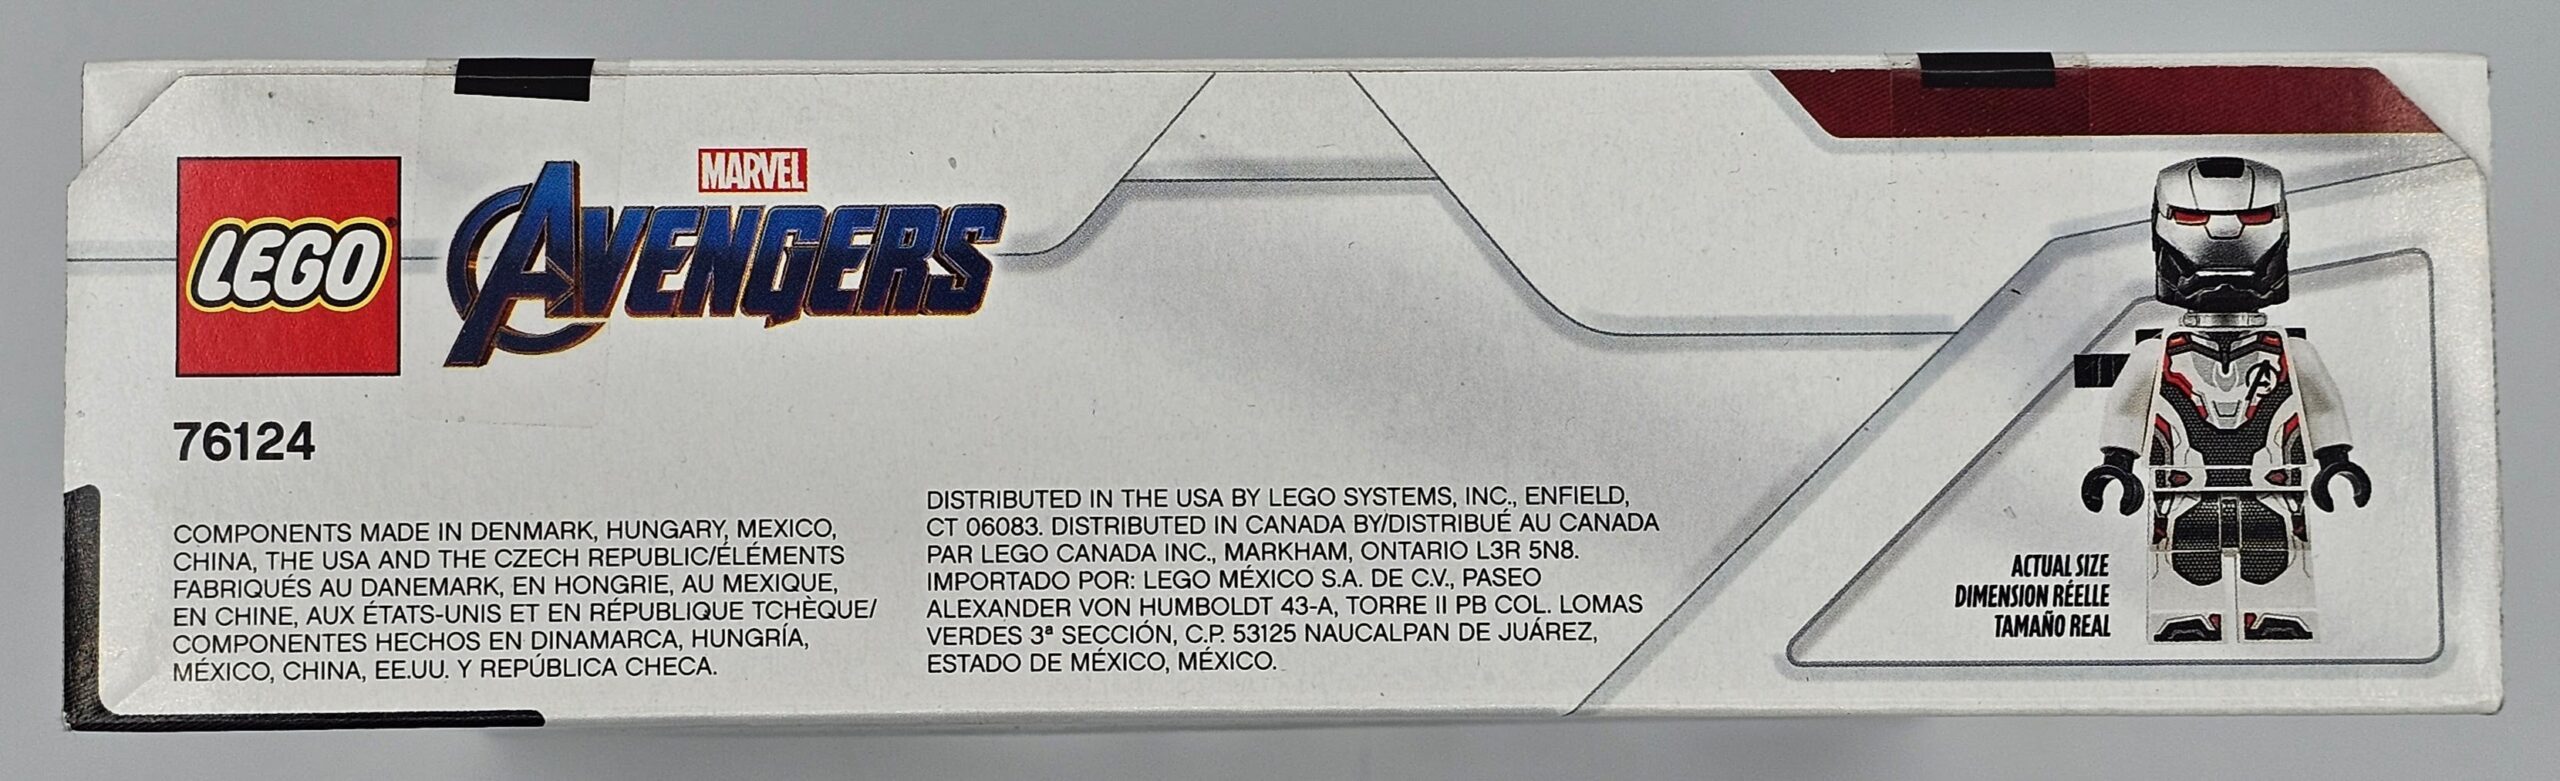 LEGO
MARVEL
AVENGERS
76124
COMPONENTS MADE IN DENMARK, HUNGARY, MEXICO,
CHINA, THE USA AND THE CZECH REPUBLIC/ÉLÉMENTS
FABRIQUÉS AU DANEMARK, EN HONGRIE, AU MEXIQUE,
EN CHINE, AUX ÉTATS-UNIS ET EN RÉPUBLIQUE TCHÈQUE/
COMPONENTES HECHOS EN DINAMARCA, HUNGRÍA,
MÉXICO, CHINA, EE.UU. Y REPÚBLICA CHECA.
DISTRIBUTED IN THE USA BY LEGO SYSTEMS, INC., ENFIELD,
CT 06083. DISTRIBUTED IN CANADA BY/DISTRIBUÉ AU CANADA
PAR LEGO CANADA INC., MARKHAM, ONTARIO L3R 5N8.
IMPORTADO POR: LEGO MÉXICO S.A. DE C.V., PASEO
ALEXANDER VON HUMBOLDT 43-A, TORRE II PB COL. LOMAS
VERDES 3ª SECCIÓN, C.P. 53125 NAUCALPAN DE JUÁREZ,
ESTADO DE MÉXICO, MÉXICO.
ACTUAL SIZE
DIMENSION RÉELLE
TAMAÑO REAL